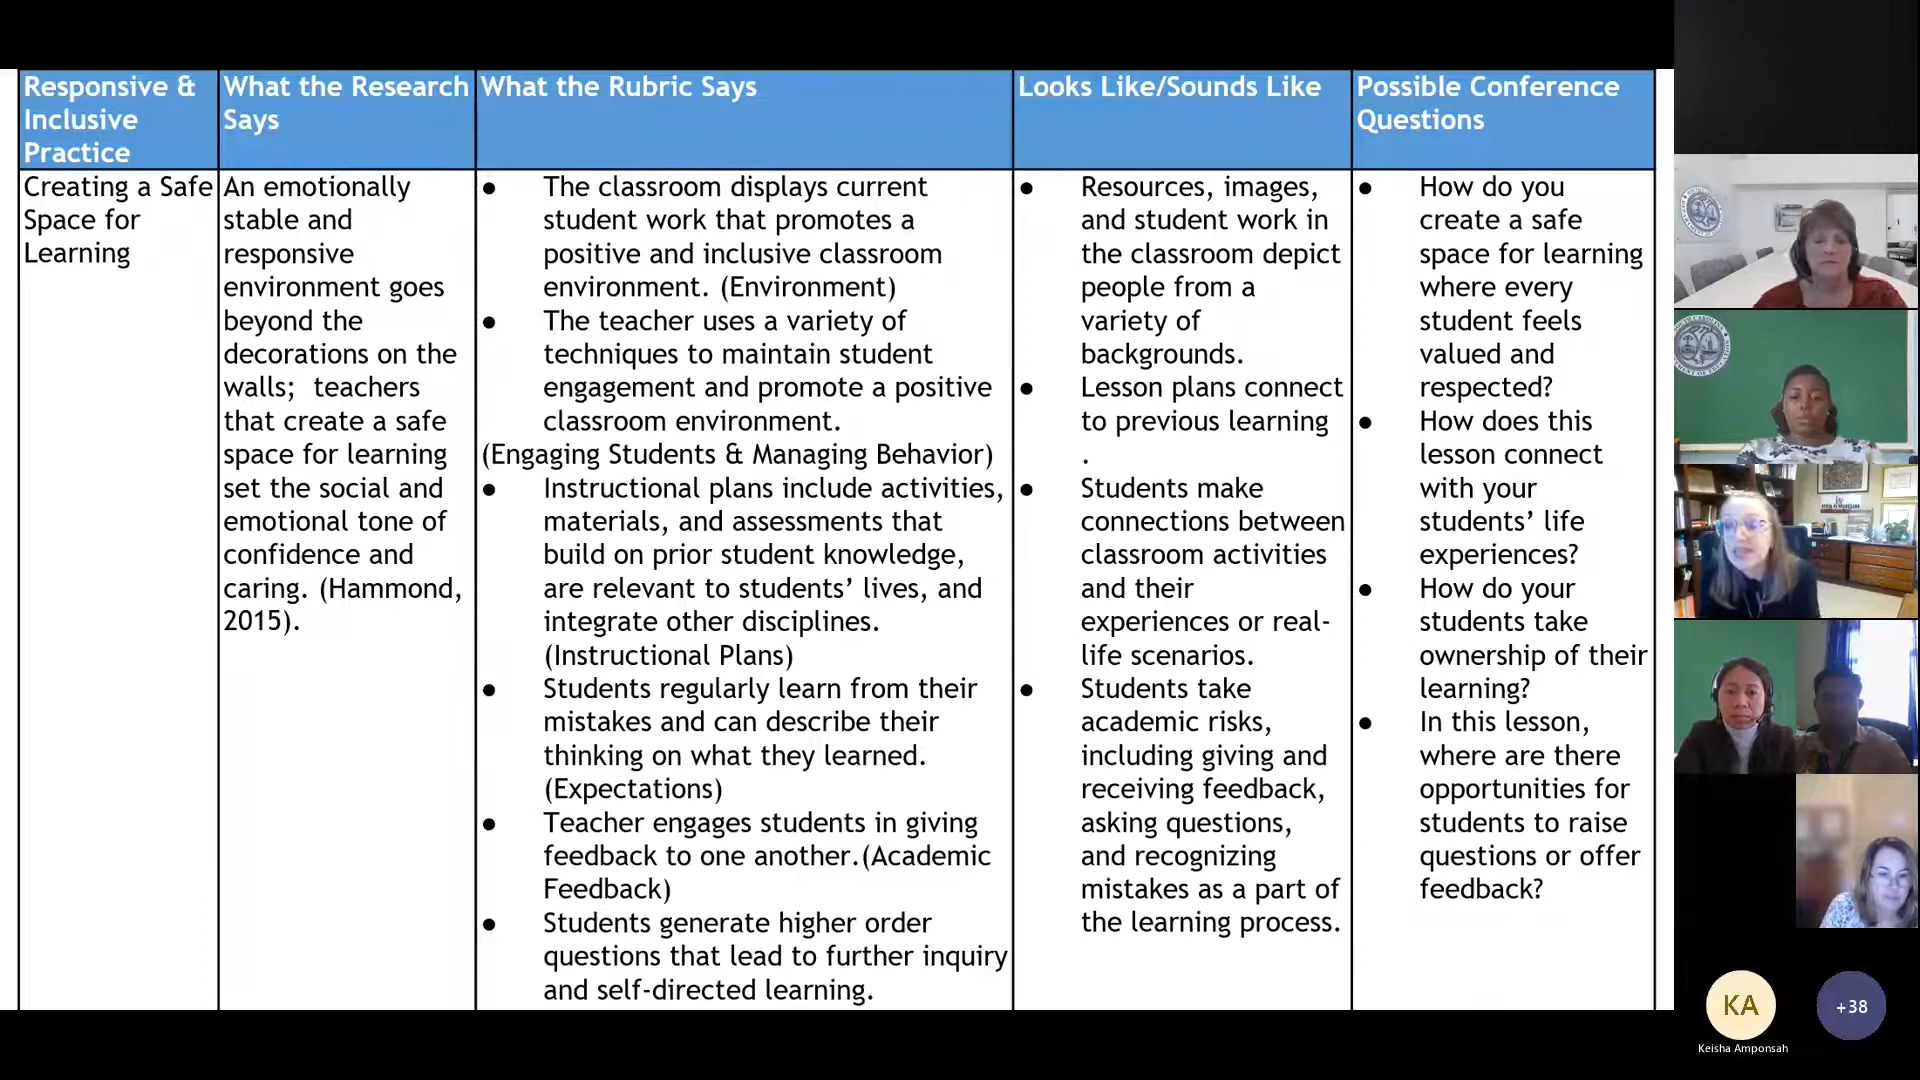 Responsive &
Inclusive
Practice
What the Research
Says
What the Rubric Says
Looks Like/Sounds Like
Possible Conference
Questions
Creating a Safe
Space for
Learning
An emotionally
stable and
responsive
environment goes
beyond the
decorations on the
walls;  teachers
that create a safe
space for learning
set the social and
emotional tone of
confidence and
caring. (Hammond,
2015).
● The classroom displays current
student work that promotes a
positive and inclusive classroom
environment. (Environment)
● The teacher uses a variety of
techniques to maintain student
engagement and promote a positive
classroom environment.
(Engaging Students & Managing Behavior)
● Instructional plans include activities,
materials, and assessments that
build on prior student knowledge,
are relevant to students’ lives, and
integrate other disciplines.
(Instructional Plans)
● Students regularly learn from their
mistakes and can describe their
thinking on what they learned.
(Expectations)
● Teacher engages students in giving
feedback to one another.(Academic
Feedback)
● Students generate higher order
questions that lead to further inquiry
and self-directed learning.
● Resources, images,
and student work in
the classroom depict
people from a
variety of
backgrounds.
● Lesson plans connect
to previous learning
.
● Students make
connections between
classroom activities
and their
experiences or real-
life scenarios.
● Students take
academic risks,
including giving and
receiving feedback,
asking questions,
and recognizing
mistakes as a part of
the learning process.
● How do you
create a safe
space for learning
where every
student feels
valued and
respected?
● How does this
lesson connect
with your
students’ life
experiences?
● How do your
students take
ownership of their
learning?
● In this lesson,
where are there
opportunities for
students to raise
questions or offer
feedback?
KA
+38
Keisha Amponsah